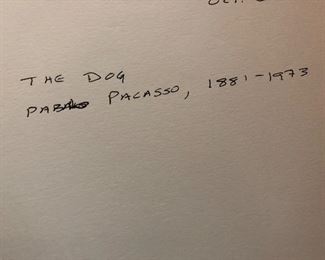 THE DOG
PACASSO, 1881-1973